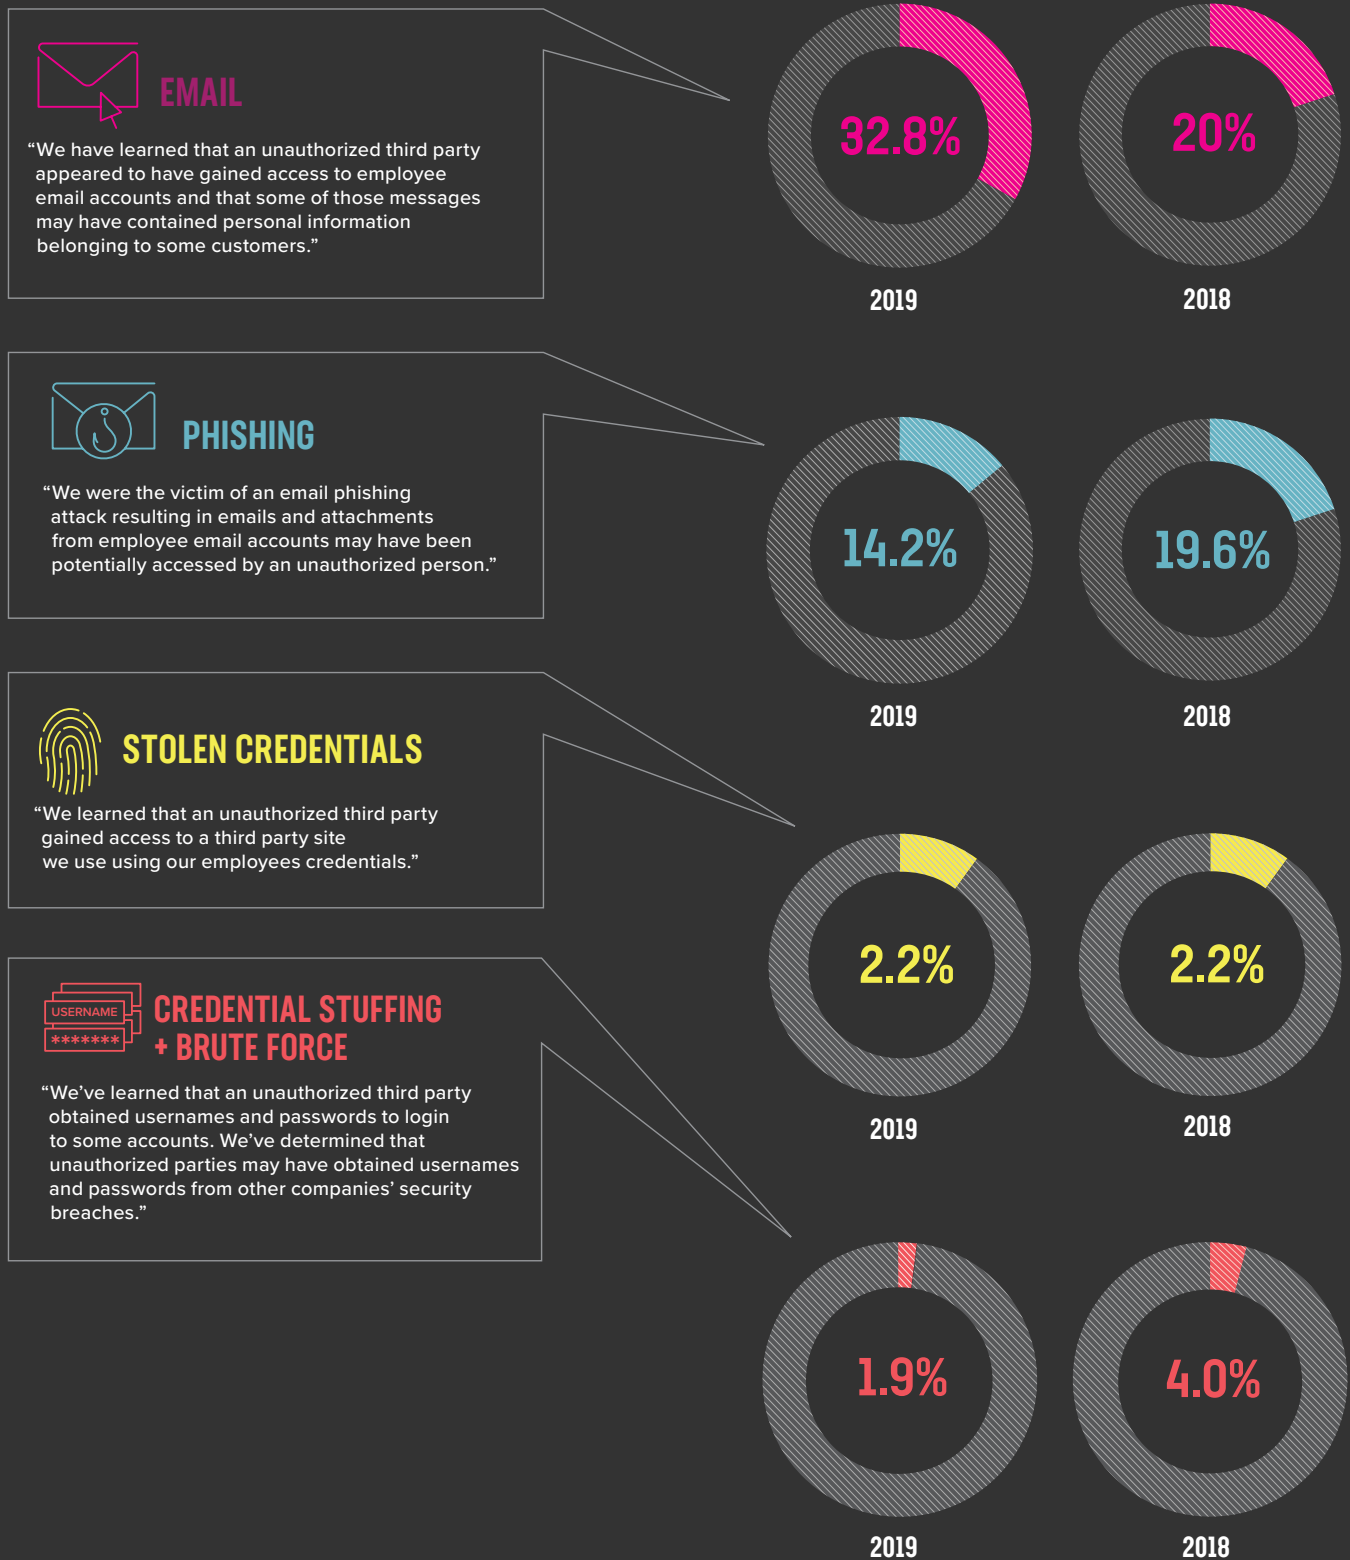 EMAIL
“We have learned that an unauthorized third party
appeared to have gained access to employee
email accounts and that some of those messages
may have contained personal information
belonging to some customers.”
32.8%
2019
20%
2018
PHISHING
“We were the victim of an email phishing
attack resulting in emails and attachments
from employee email accounts may have been
potentially accessed by an unauthorized person.”
14.2%
2019
19.6%
2018
STOLEN CREDENTIALS
“We learned that an unauthorized third party
gained access to a third party site
we use using our employees credentials.”
2.2%
2019
2.2%
2018
USERNAME
*******
CREDENTIAL STUFFING
+ BRUTE FORCE
“We’ve learned that an unauthorized third party
obtained usernames and passwords to login
to some accounts. We’ve determined that
unauthorized parties may have obtained usernames
and passwords from other companies’ security
breaches.”
1.9%
2019
4.0%
2018